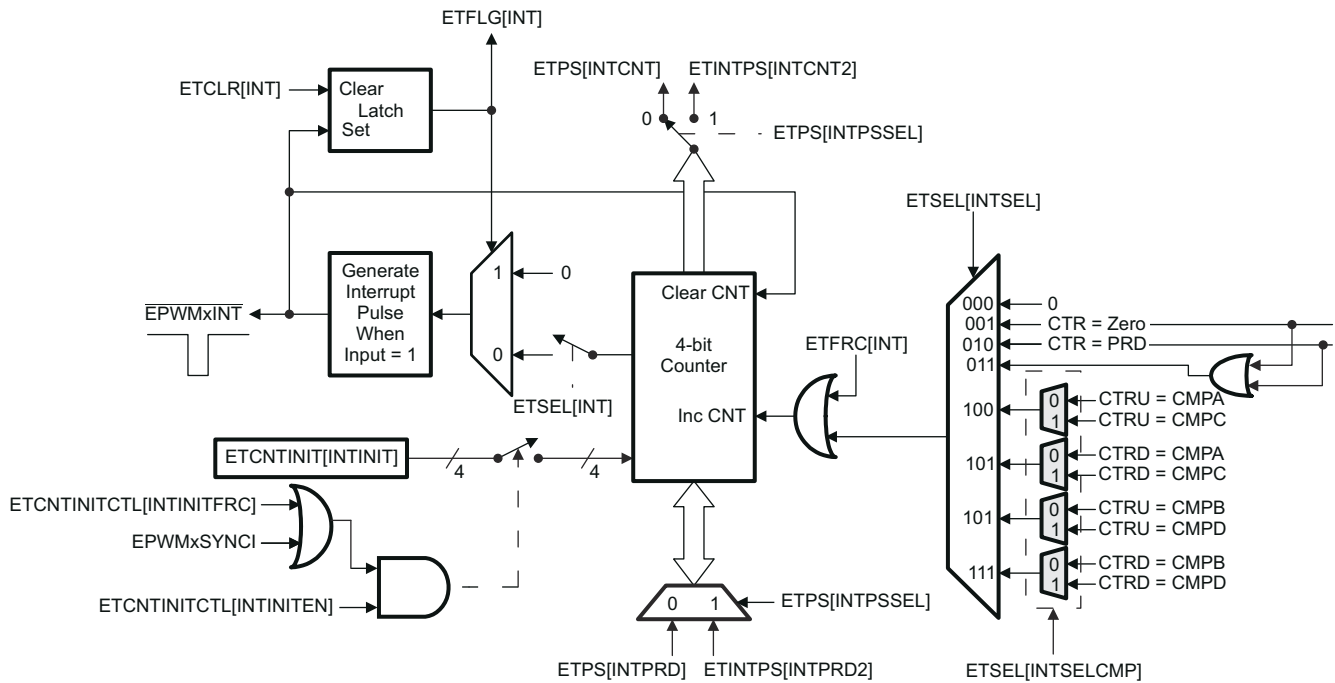 ETFLG[INT]
ETPS[INTCNT]
ETINTPS[INTCNT2]
ETCLR[INT]
Clear
Latch
Set
0
1
ETPS[INTPSSEL]
ETSEL[INTSEL]
EPWMxINT
Generate
Interrupt
Pulse
When
Input = 1
1
0
0
ETSEL[INT]
Clear CNT
4-bit
Counter
Inc CNT
ETFRC[INT]
000
0
001
CTR = Zero
010
CTR = PRD
011
100
0
CTRU = CMPA
1
CTRU = CMPC
101
0
CTRD = CMPA
1
CTRD = CMPC
101
0
CTRU = CMPB
1
CTRU = CMPD
111
0
CTRD = CMPB
1
CTRD = CMPD
ETCNTINIT[INTINIT]
4
4
ETCNTINITCTL[INTINITFRC]
EPWMxSYNCI
ETCNTINITCTL[INTINITEN]
0
1
ETPS[INTPSSEL]
ETPS[INTPRD]
ETINTPS[INTPRD2]
ETSEL[INTSELCMP]